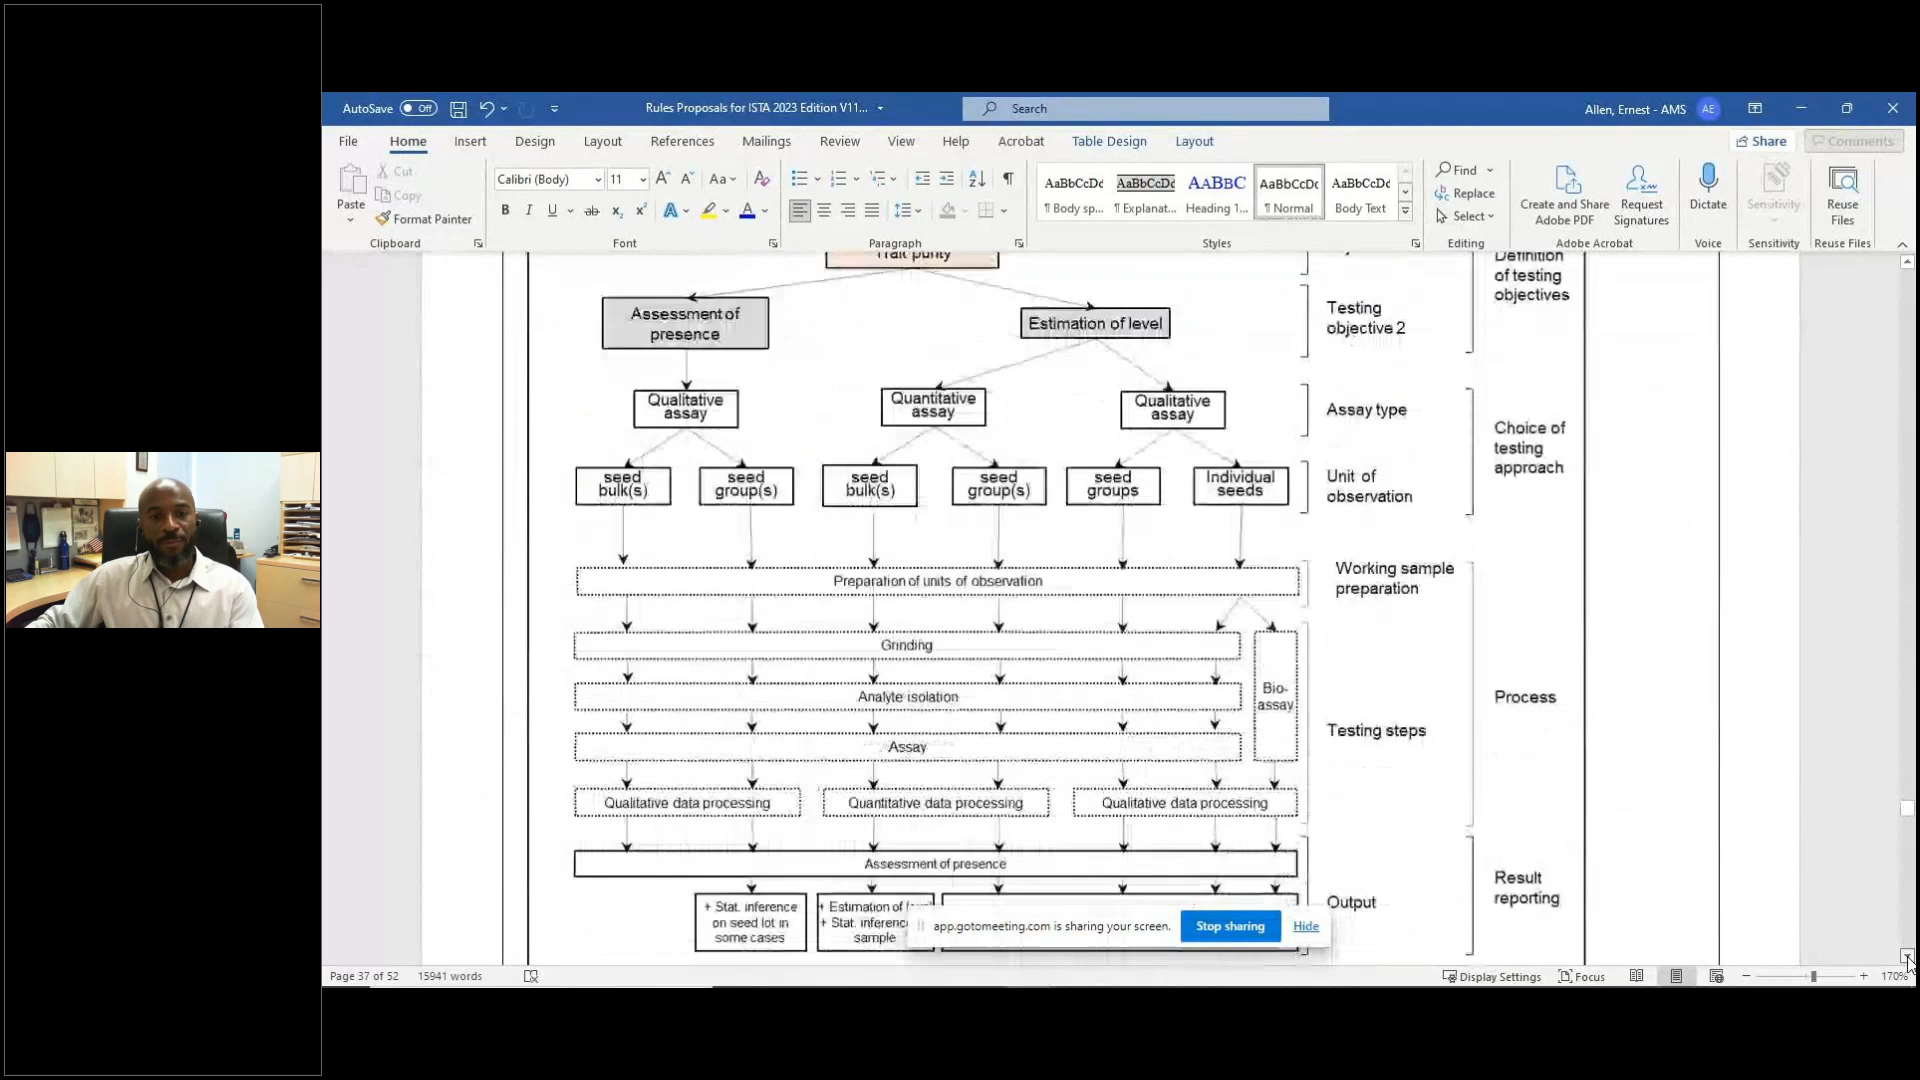 AutoSave Off
Rules Proposals for ISTA 2023 Edition V11...
Search
Allen, Ernest - AMS AE
File Home Insert Design Layout References Mailings Review View Help Acrobat Table Design Layout
Share Comments
Paste
Cut
Copy
Format Painter
Clipboard
Calibri (Body) 11
Font
Paragraph
AaBbCcDc AaBbCcDc AABBC AaBbCcDc AaBbCcDc
¶ Body sp... ¶ Explanat... Heading 1... ¶ Normal Body Text
Styles
Find
Replace
Select
Editing
Create and Share
Adobe PDF
Request
Signatures
Adobe Acrobat
Dictate
Voice
Sensitivity
Sensitivity
Reuse
Files
Reuse Files
Trait purity
Definition
of testing
objectives
Assessment of
presence
Estimation of level
Testing
objective 2
Qualitative
assay
Quantitative
assay
Qualitative
assay
Assay type
Choice of
testing
approach
seed
bulk(s)
seed
group(s)
seed
bulk(s)
seed
group(s)
seed
groups
Individual
seeds
Unit of
observation
Preparation of units of observation
Working sample
preparation
Grinding
Analyte isolation
Assay
Bio-
assay
Testing steps
Process
Qualitative data processing
Quantitative data processing
Qualitative data processing
Assessment of presence
+ Stat. inference
on seed lot in
some cases
+ Estimation of
+ Stat. inference
sample
Output
Result
reporting
app.gotomeeting.com is sharing your screen.
Stop sharing
Hide
Page 37 of 52
15941 words
Display Settings
Focus
170%